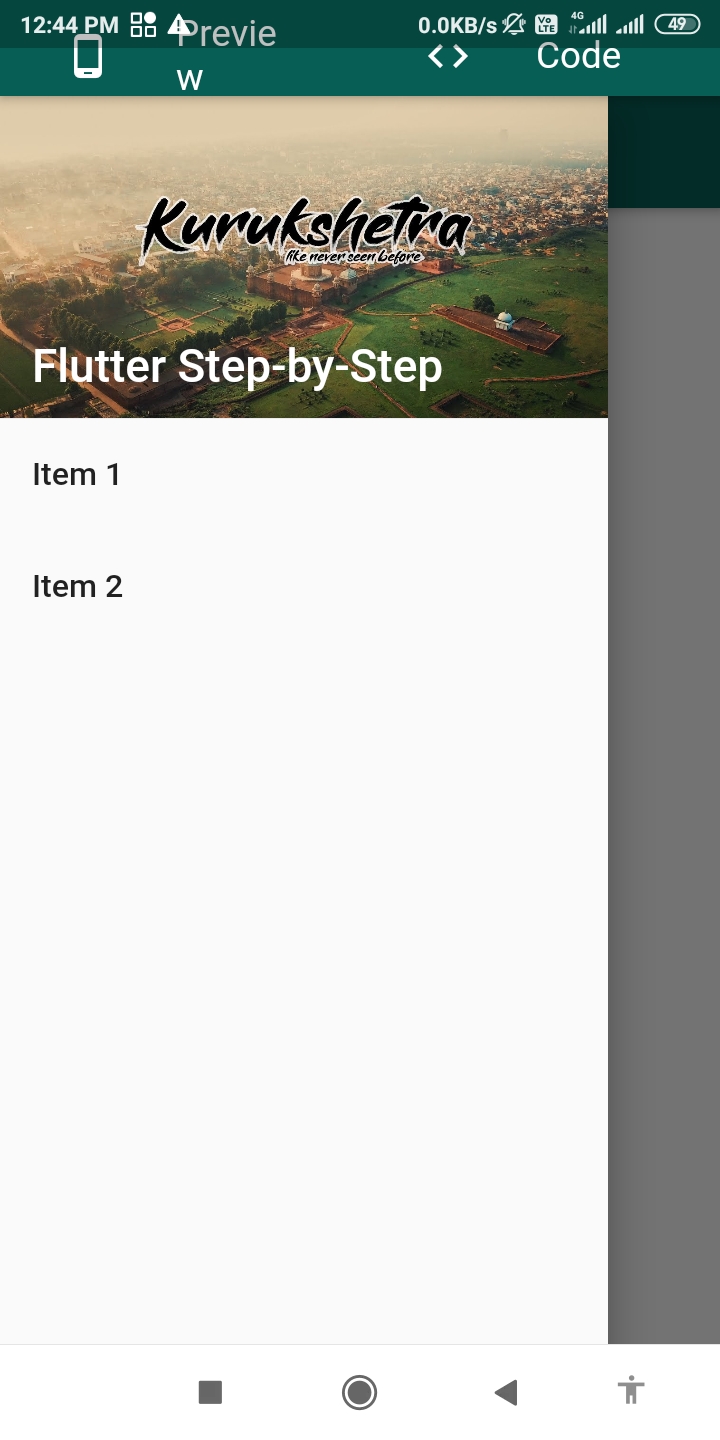 12:44 PM 0.0KB/s Vo LTE 4G 49
Previe
w
Code
Kurukshetra
like never seen before
Flutter Step-by-Step
Item 1
Item 2